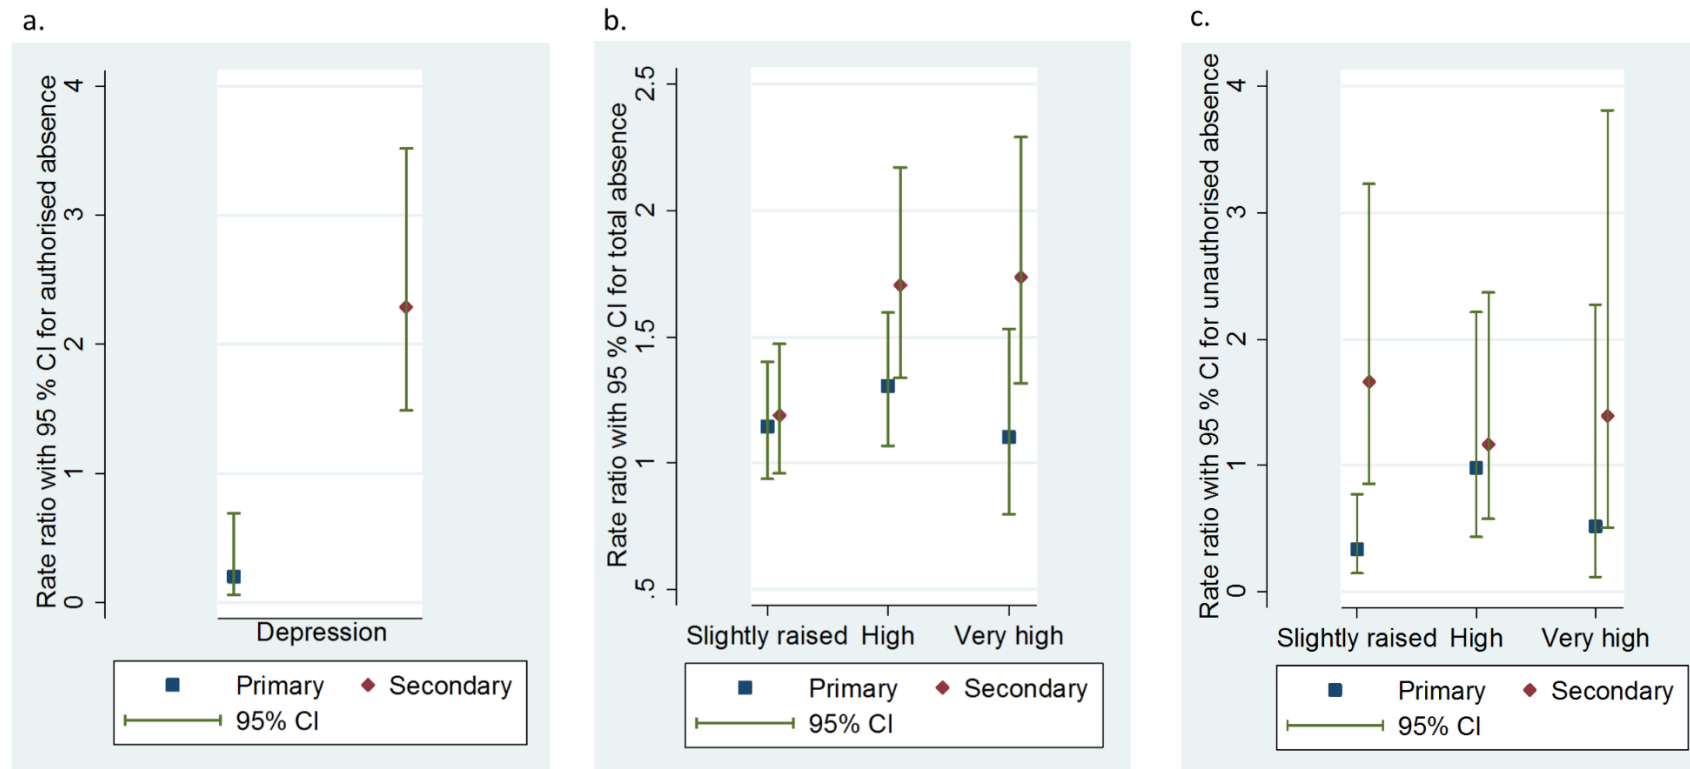 a.
Rate ratio with 95 % CI for authorised absence
4
3
2
1
0
Depression
Primary
Secondary
95% CI
b.
Rate ratio with 95 % CI for total absence
2.5
2
1.5
1
.5
Slightly raised
High
Very high
Primary
Secondary
95% CI
c.
Rate ratio with 95 % CI for unauthorised absence
4
3
2
1
0
Slightly raised
High
Very high
Primary
Secondary
95% CI